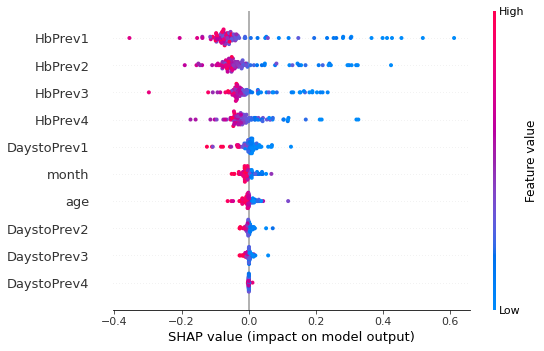 High
HbPrev1
HbPrev2
HbPrev3
HbPrev4
DaystoPrev1
month
age
DaystoPrev2
DaystoPrev3
DaystoPrev4
Feature value
Low
−0.4 −0.2 0.0 0.2 0.4 0.6
SHAP value (impact on model output)